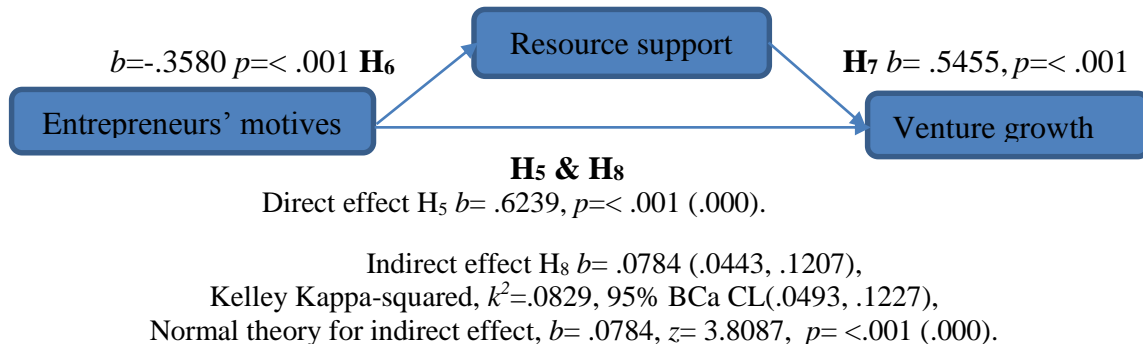 Resource support
b=-.3580 p=< .001 H6
H7 b= .5455, p=< .001
Entrepreneurs’ motives
Venture growth
H5 & H8
Direct effect H5 b= .6239, p=< .001 (.000).
Indirect effect H8 b= .0784 (.0443, .1207),
Kelley Kappa-squared, k²=.0829, 95% BCa CL(.0493, .1227),
Normal theory for indirect effect, b= .0784, z= 3.8087, p= <.001 (.000).